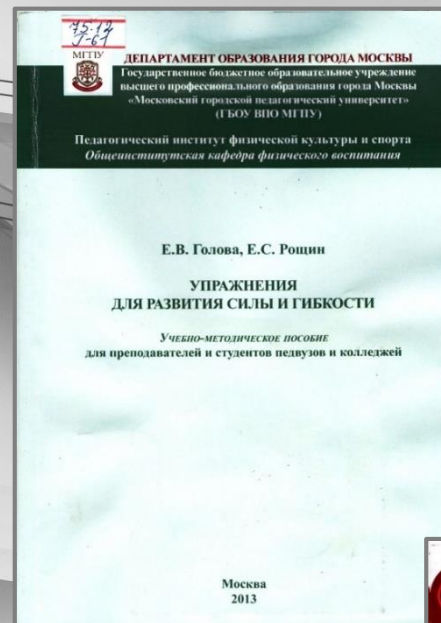 75.12
Г-61
МГПУ
ДЕПАРТАМЕНТ ОБРАЗОВАНИЯ ГОРОДА МОСКВЫ
Государственное бюджетное образовательное учреждение
высшего профессионального образования города Москвы
«Московский городской педагогический университет»
(ГБОУ ВПО МГПУ)
Педагогический институт физической культуры и спорта
Общеинститутская кафедра физического воспитания
Е.В. Голова, Е.С. Рощин
УПРАЖНЕНИЯ
ДЛЯ РАЗВИТИЯ СИЛЫ И ГИБКОСТИ
Учебно-методическое пособие
для преподавателей и студентов педвузов и колледжей
Москва
2013